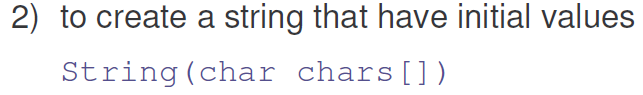 2) to create a string that have initial values
String(char chars[])